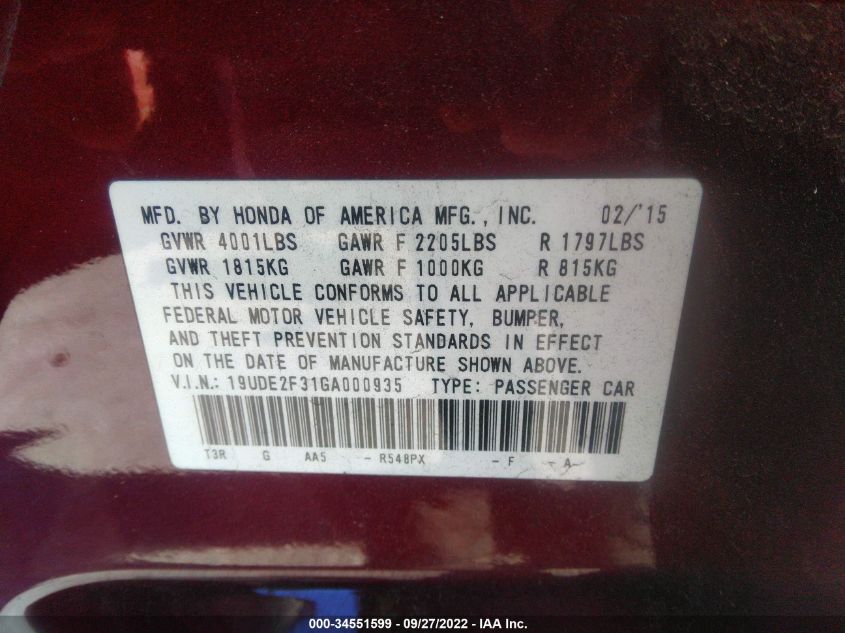 MFD. BY HONDA OF AMERICA MFG., INC. 02/'15
GVWR 4001LBS GAWR F 2205LBS R 1797LBS
GVWR 1815KG GAWR F 1000KG R 815KG
THIS VEHICLE CONFORMS TO ALL APPLICABLE
FEDERAL MOTOR VEHICLE SAFETY, BUMPER,
AND THEFT PREVENTION STANDARDS IN EFFECT
ON THE DATE OF MANUFACTURE SHOWN ABOVE.
V.I.N.: 19UDE2F31GA000935 TYPE: PASSENGER CAR
T3R G AA5 - R548PX - F - A
000-34551599 - 09/27/2022 - IAA Inc.